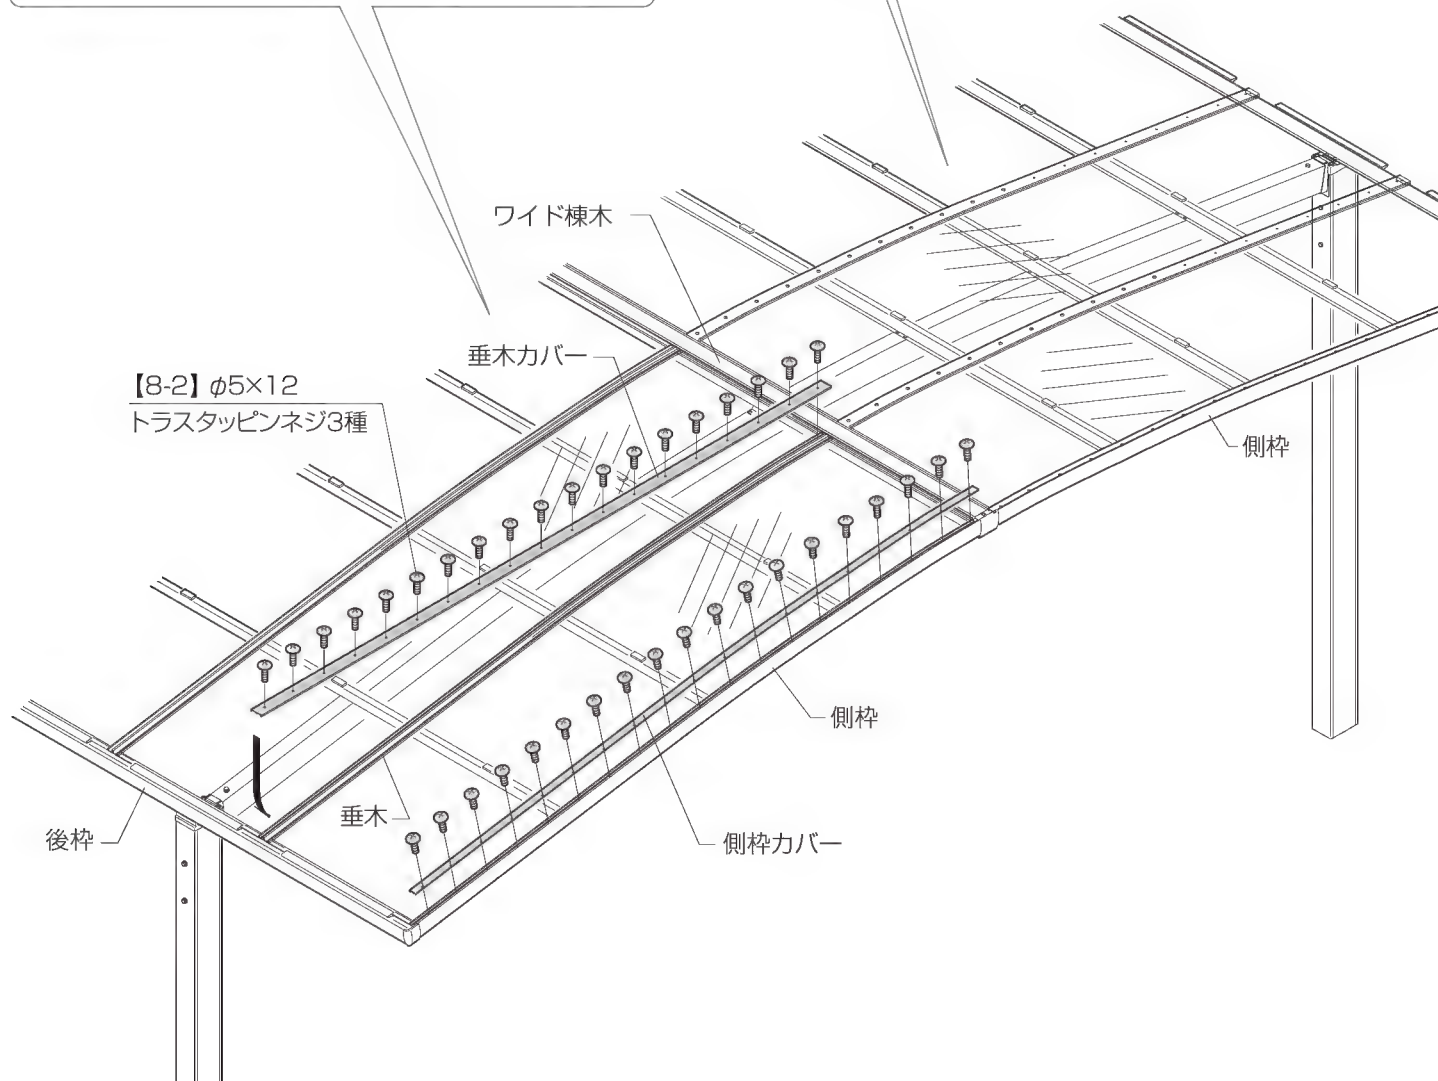 ワイド棟木
垂木カバー
【8-2】φ5×12
トラスタッピンネジ3種
側枠
側枠
垂木
後枠
側枠カバー